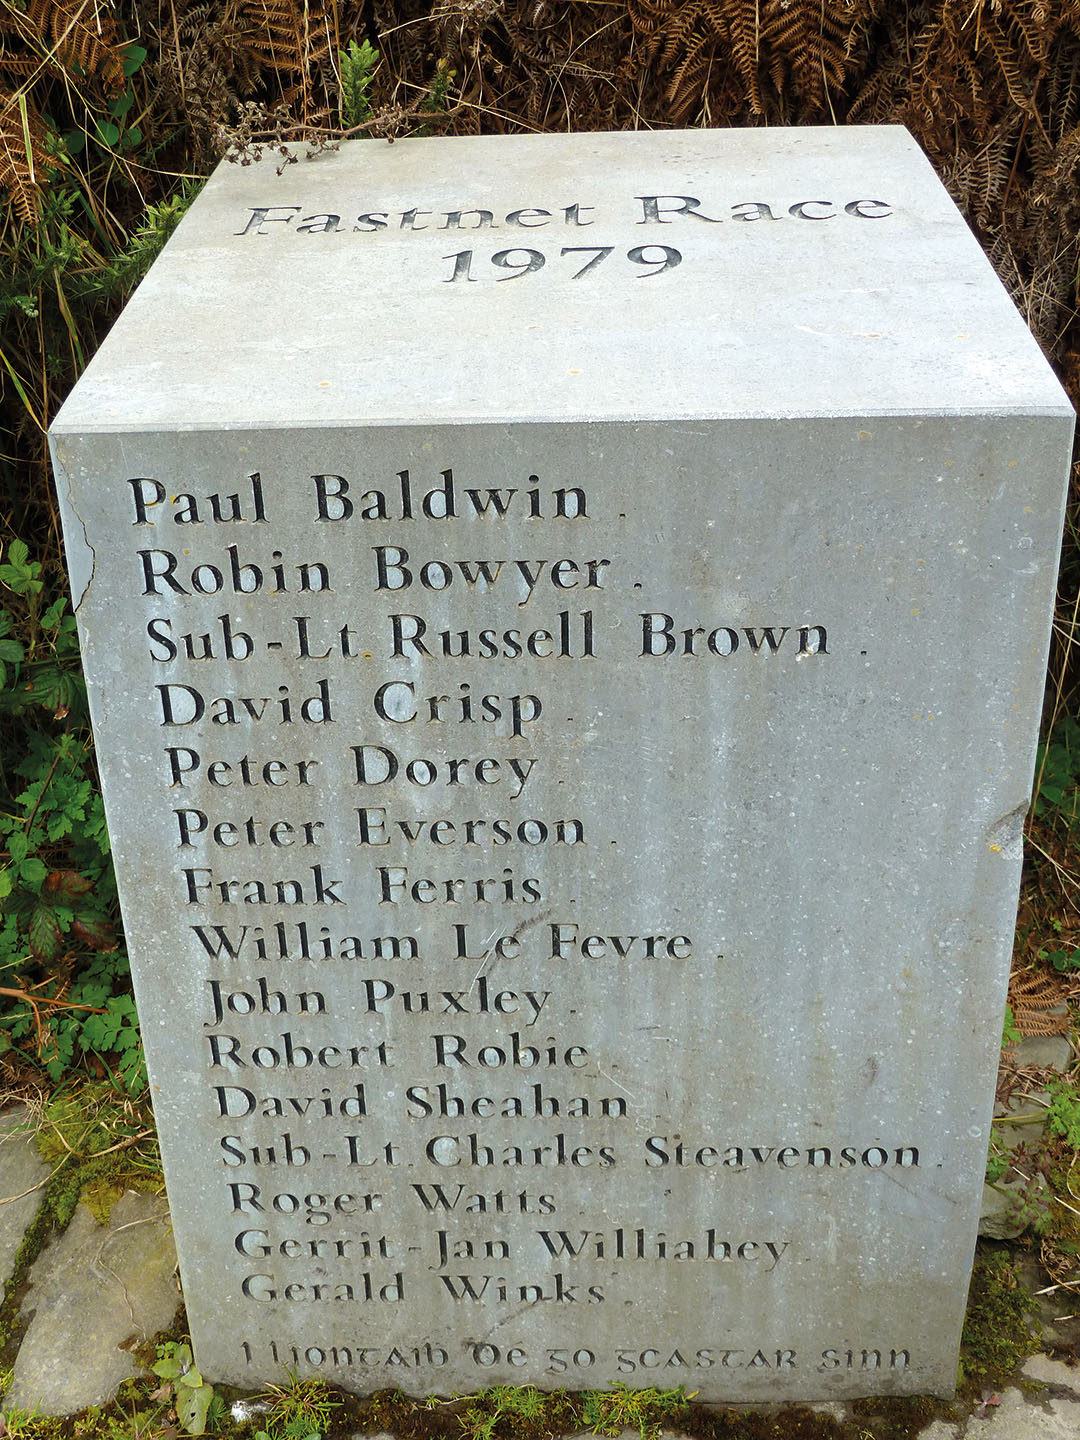 Fastnet Race
1979
Paul Baldwin .
Robin Bowyer .
Sub-Lt. Russell Brown .
David Crisp .
Peter Dorey .
Peter Everson .
Frank Ferris .
William Le Fevre .
John Puxley .
Robert Robie .
David Sheahan .
Sub-Lt. Charles Steavenson .
Roger Watts .
Gerrit-Jan Williahey .
Gerald Winks .
I líontaibh Dé go gcastar sinn